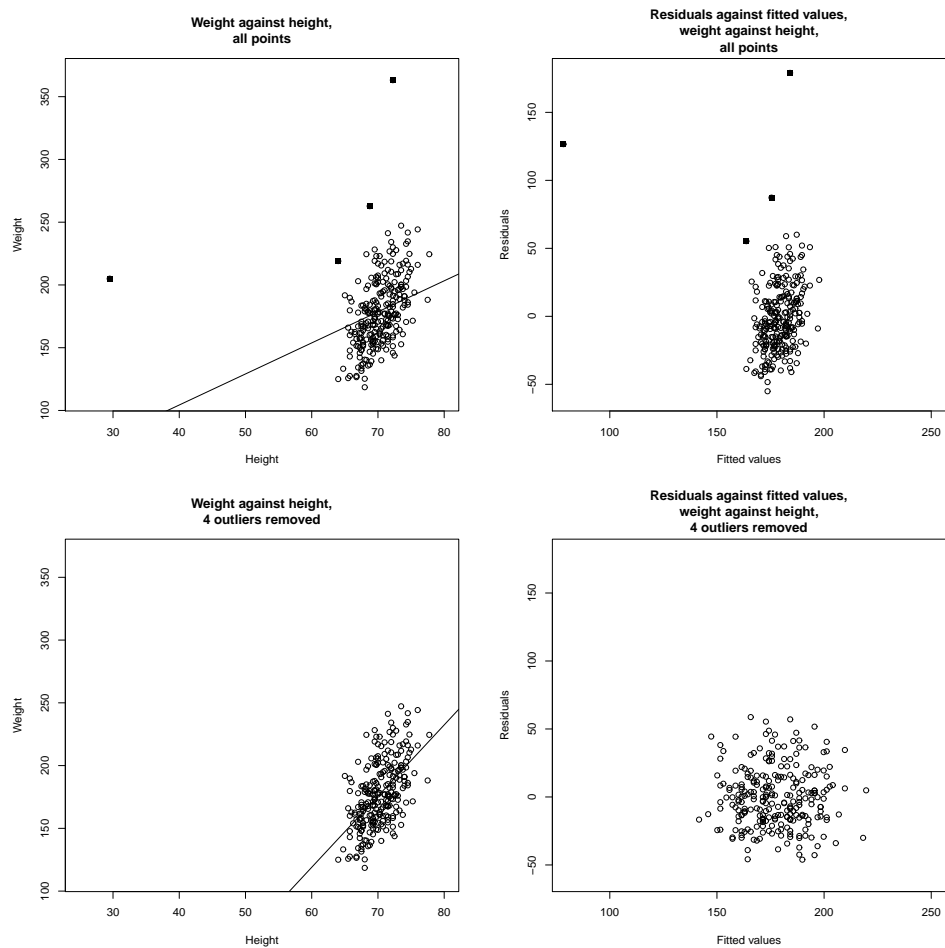 Weight against height,
all points
350
300
250
200
150
100
Weight
30 40 50 60 70 80
Height
Residuals against fitted values,
weight against height,
all points
150
100
50
0
−50
Residuals
100 150 200 250
Fitted values
Weight against height,
4 outliers removed
350
300
250
200
150
100
Weight
30 40 50 60 70 80
Height
Residuals against fitted values,
weight against height,
4 outliers removed
150
100
50
0
−50
Residuals
100 150 200 250
Fitted values